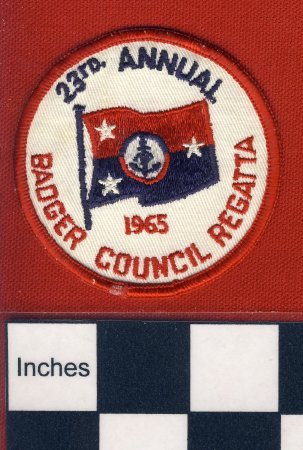 23RD. ANNUAL
1965
BADGER COUNCIL REGATTA
Inches